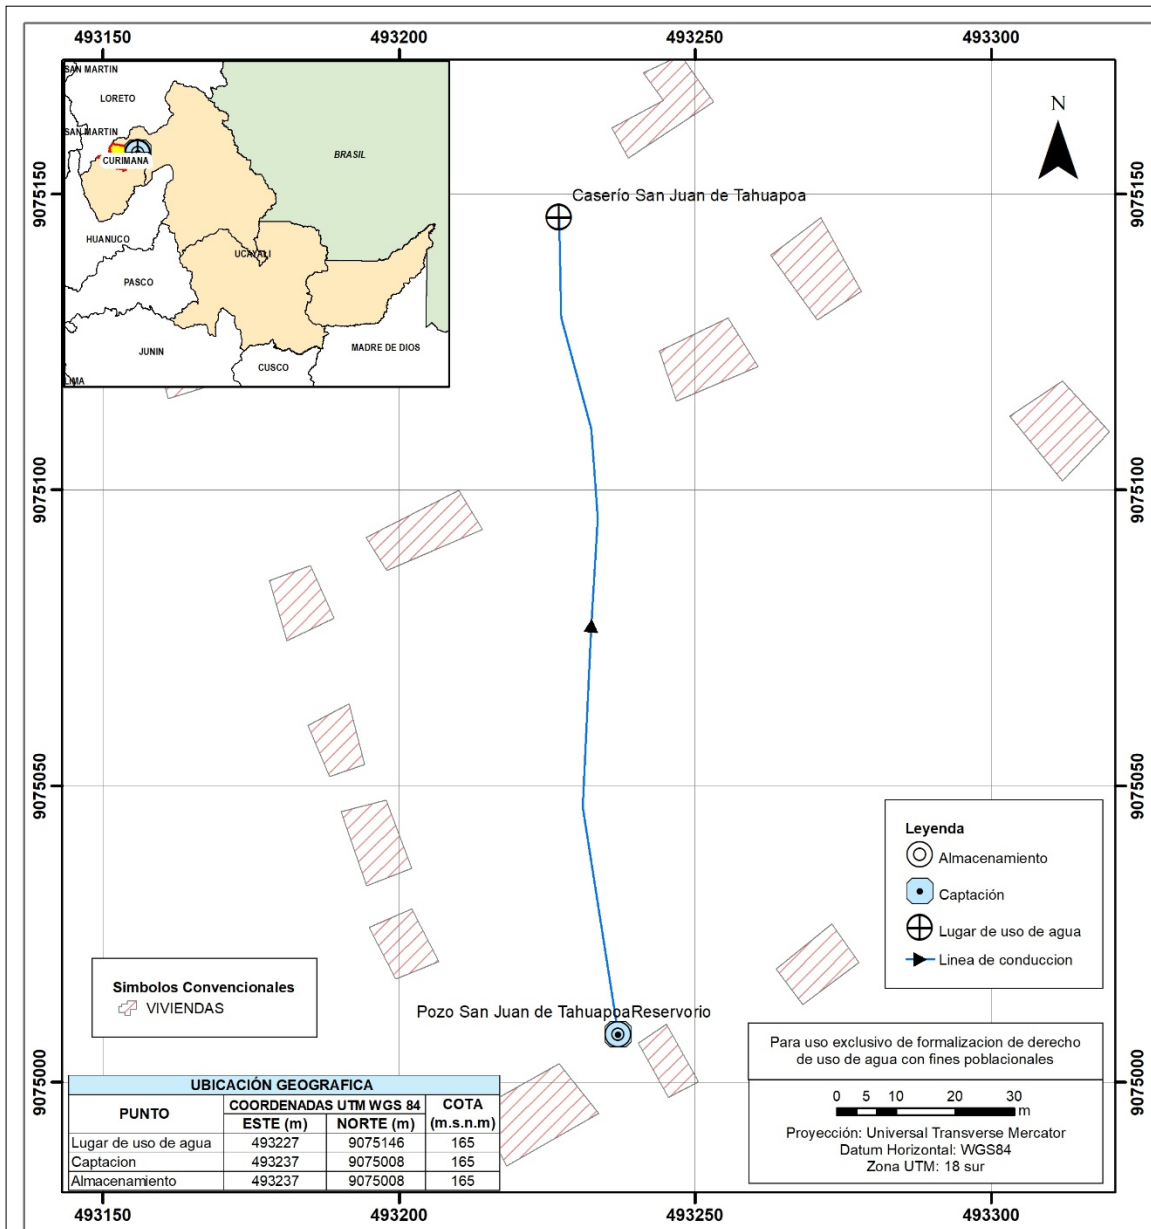 493150 493200 493250 493300
SAN MARTIN
LORETO
SAN MARTIN
CURIMANA
BRASIL
HUANUCO
UCAYALI
PASCO
JUNIN
MADRE DE DIOS
CUSCO
LIMA
N
9075150
9075150
Caserío San Juan de Tahuapoa
9075100
9075100
9075050
9075050
Leyenda
Almacenamiento
Captación
Lugar de uso de agua
Linea de conduccion
Simbolos Convencionales
VIVIENDAS
Pozo San Juan de TahuapoaReservorio
9075000
9075000
Para uso exclusivo de formalizacion de derecho
de uso de agua con fines poblacionales
0 5 10 20 30
m
Proyección: Universal Transverse Mercator
Datum Horizontal: WGS84
Zona UTM: 18 sur
UBICACIÓN GEOGRAFICA
PUNTO COORDENADAS UTM WGS 84 COTA
ESTE (m) NORTE (m) (m.s.n.m)
Lugar de uso de agua 493227 9075146 165
Captacion 493237 9075008 165
Almacenamiento 493237 9075008 165
493150 493200 493250 493300